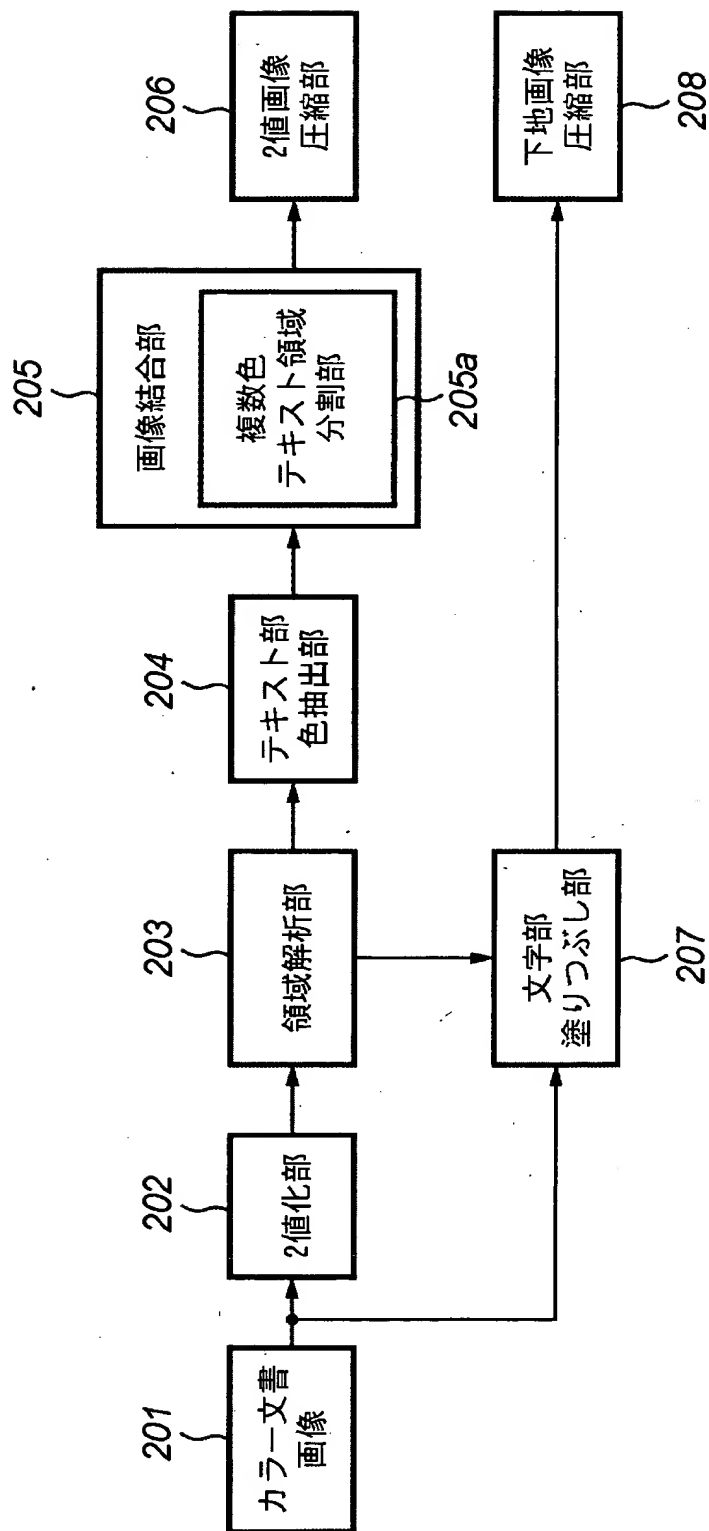 201
カラー文書
画像
202
2値化部
203
領域解析部
204
テキスト部
色抽出部
205
画像結合部
複数色
テキスト領域
分割部
205a
206
2値画像
圧縮部
207
文字部
塗りつぶし部
208
下地画像
圧縮部